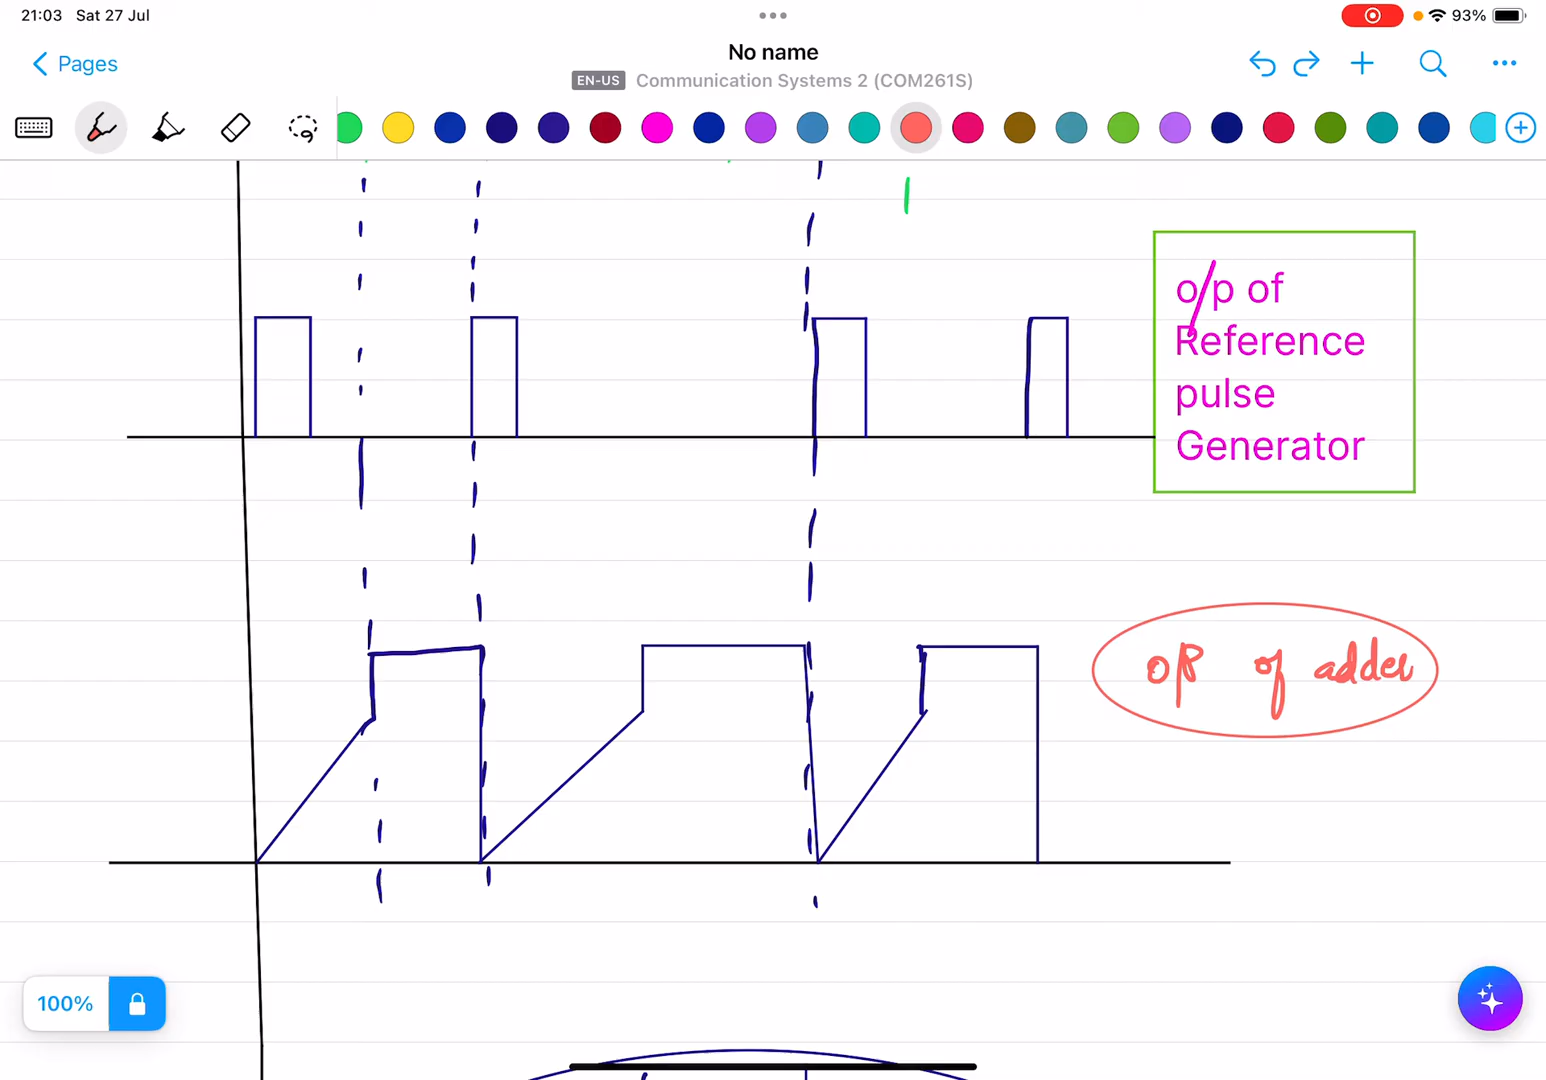 21:03 Sat 27 Jul
93%
Pages
No name
EN-US Communication Systems 2 (COM261S)
o/p of
Reference
pulse
Generator
o/p of adder
100%